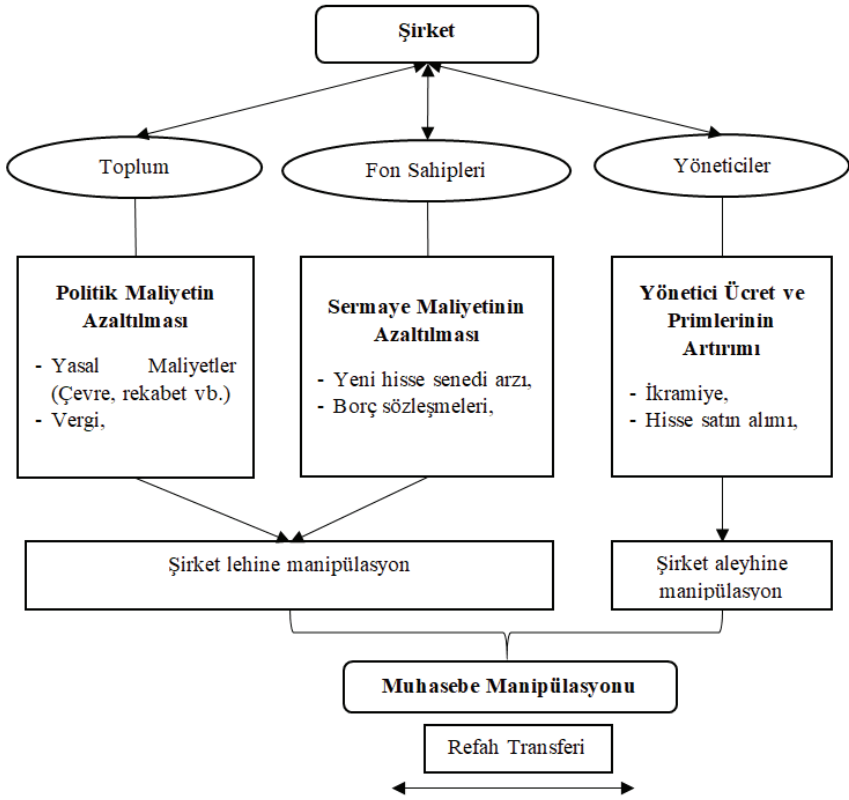 Şirket
Toplum
Fon Sahipleri
Yöneticiler
Politik Maliyetin
Azaltılması
- Yasal Maliyetler
(Çevre, rekabet vb.)
- Vergi,
Sermaye Maliyetinin
Azaltılması
- Yeni hisse senedi arzı,
- Borç sözleşmeleri,
Yönetici Ücret ve
Primlerinin
Artırımı
- İkramiye,
- Hisse satın alımı,
Şirket lehine manipülasyon
Şirket aleyhine
manipülasyon
Muhasebe Manipülasyonu
Refah Transferi